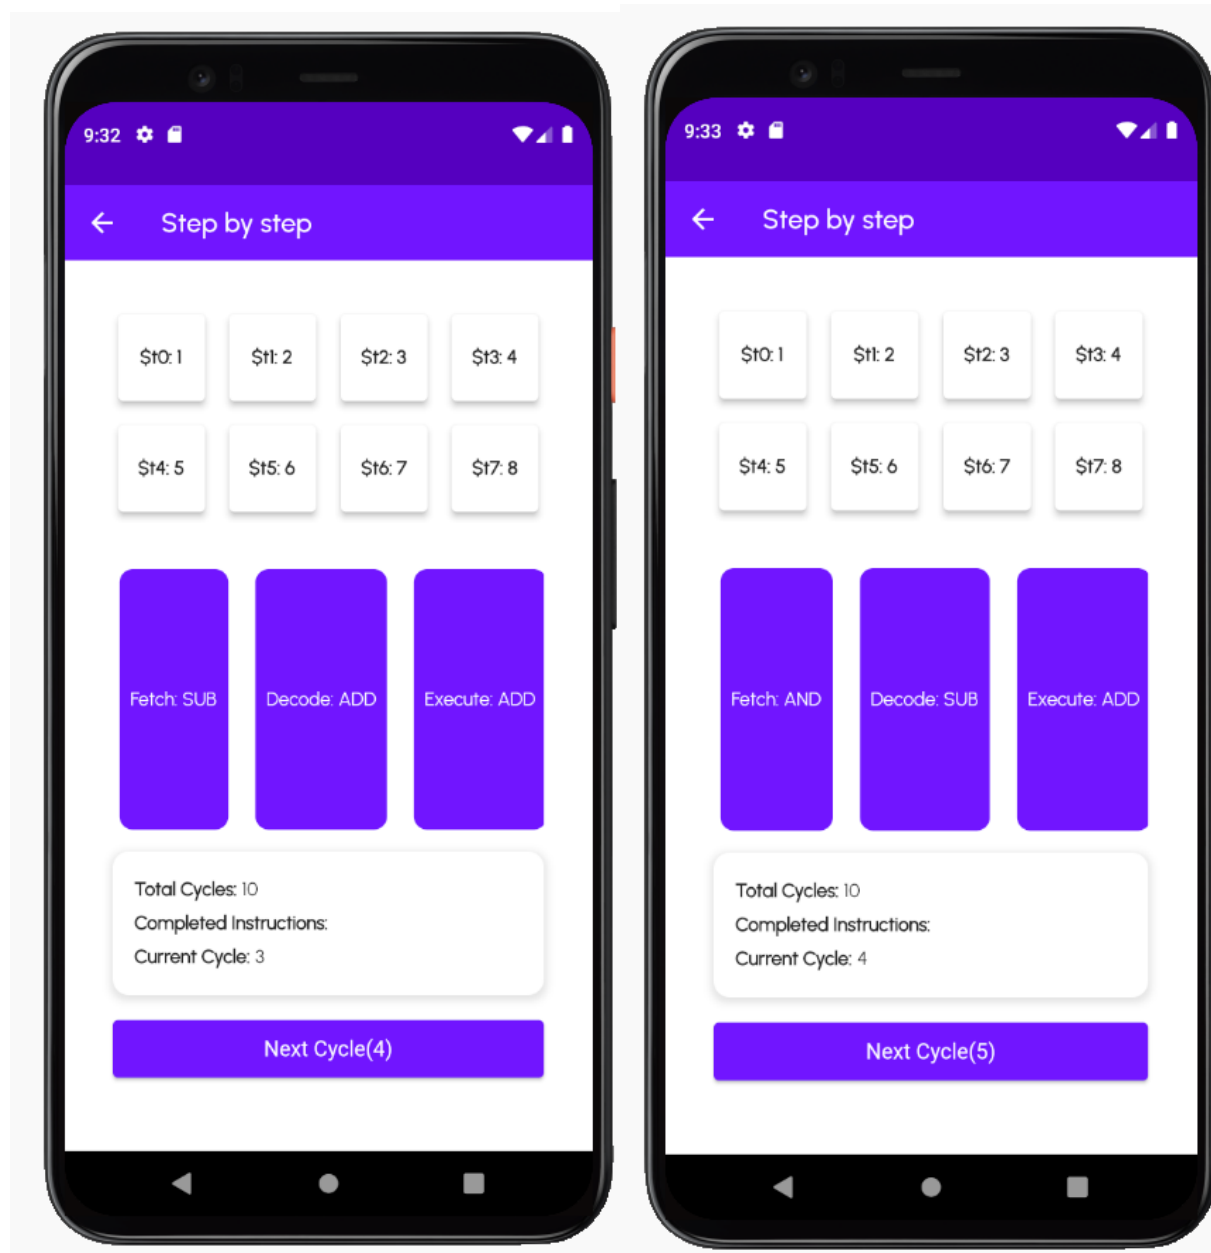 9:32
Step by step
$t0: 1 $t1: 2 $t2: 3 $t3: 4
$t4: 5 $t5: 6 $t6: 7 $t7: 8
Fetch: SUB Decode: ADD Execute: ADD
Total Cycles: 10
Completed Instructions:
Current Cycle: 3
Next Cycle(4)
9:33
Step by step
$t0: 1 $t1: 2 $t2: 3 $t3: 4
$t4: 5 $t5: 6 $t6: 7 $t7: 8
Fetch: AND Decode: SUB Execute: ADD
Total Cycles: 10
Completed Instructions:
Current Cycle: 4
Next Cycle(5)